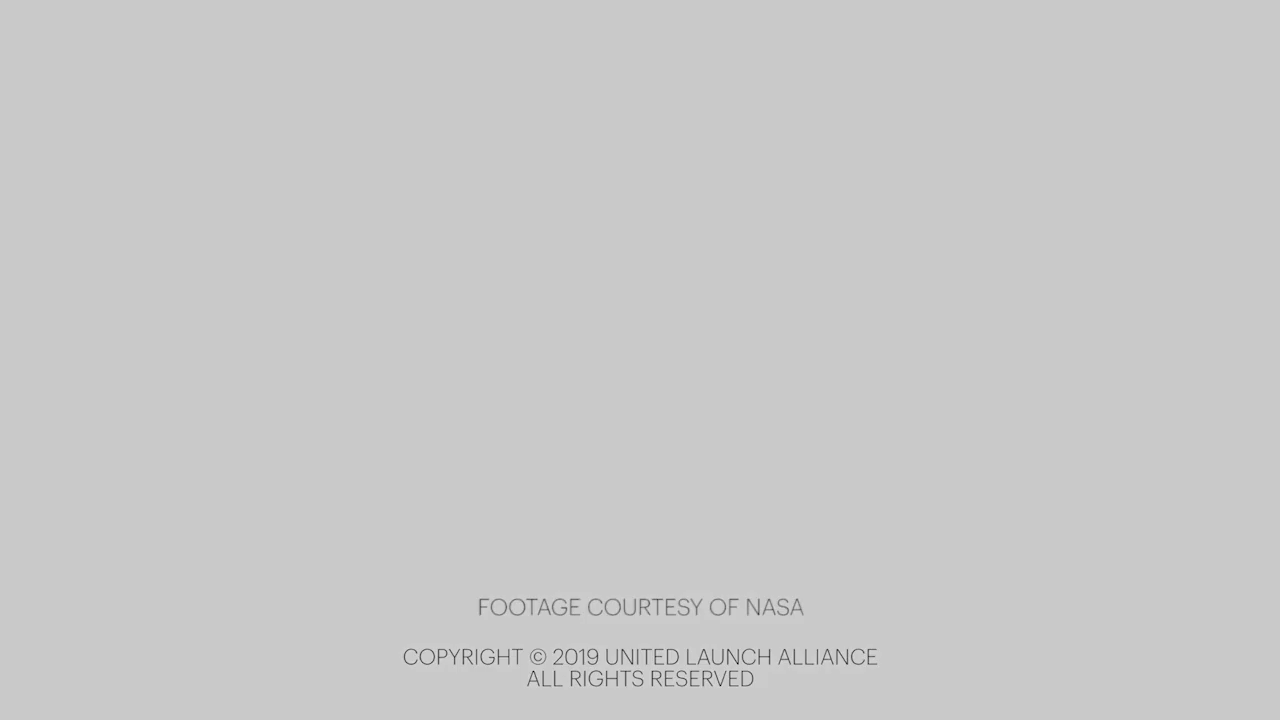 FOOTAGE COURTESY OF NASA
COPYRIGHT © 2019 UNITED LAUNCH ALLIANCE
ALL RIGHTS RESERVED